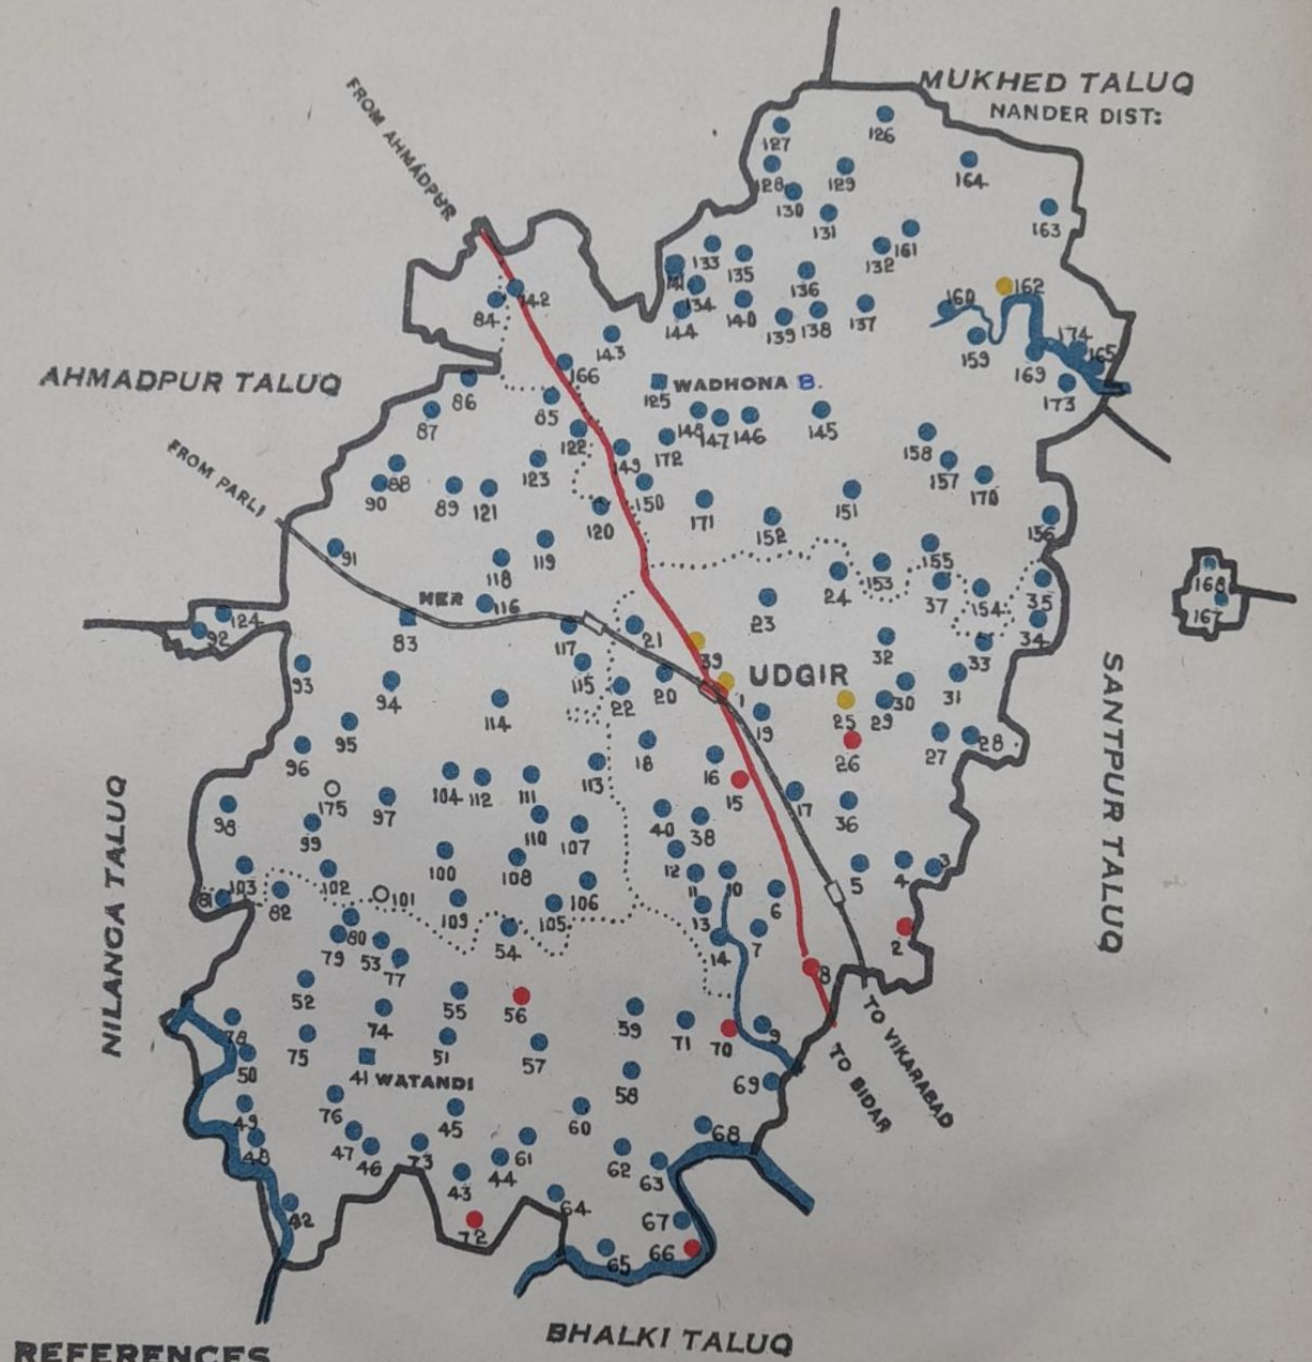 MUKHED TALUQ
NANDER DIST:
FROM AHMADPUR
126
127
128 129 164
130
131 163
161
133 135 132
141
134 136 162
142 160
84 144 140 139 138 137
143 159 174
165
169
166 173
AHMADPUR TALUQ
86 125 WADHONA B.
85
87 148 147 146 145
122
149 172 158
FROM PARLI
88 123 157
90 89 121 150 170
120 171 151
152 156
91 119 155
118 153
24 37 154 35
HER 116 168
124 23 167
92 83 21 34
117 39 32 33
93 115 20 UDGIR
94 22 1 30 31
114 25 29
95 19
18 26 27 28
96 16
113
104 112 111 15 17
175 97
98 110 40 38 36
99 107
100 108 12
103 102 11 10 5 4 3
81 82 101 109 105 106 6
13
80 54 7 2
79 14
53 77 8
SANTPUR TALUQ
NILANGA TALUQ
52 55 56
74 59 71 70 9
78 75 51 57
50 41 WATANDI 58 69
TO VIKARABAD
TO BIDAR
76 45 60
49 68
48 47 46 73 61 62
44 63
43
42 72 64 67
65 66
BHALKI TALUQ
REFERENCES